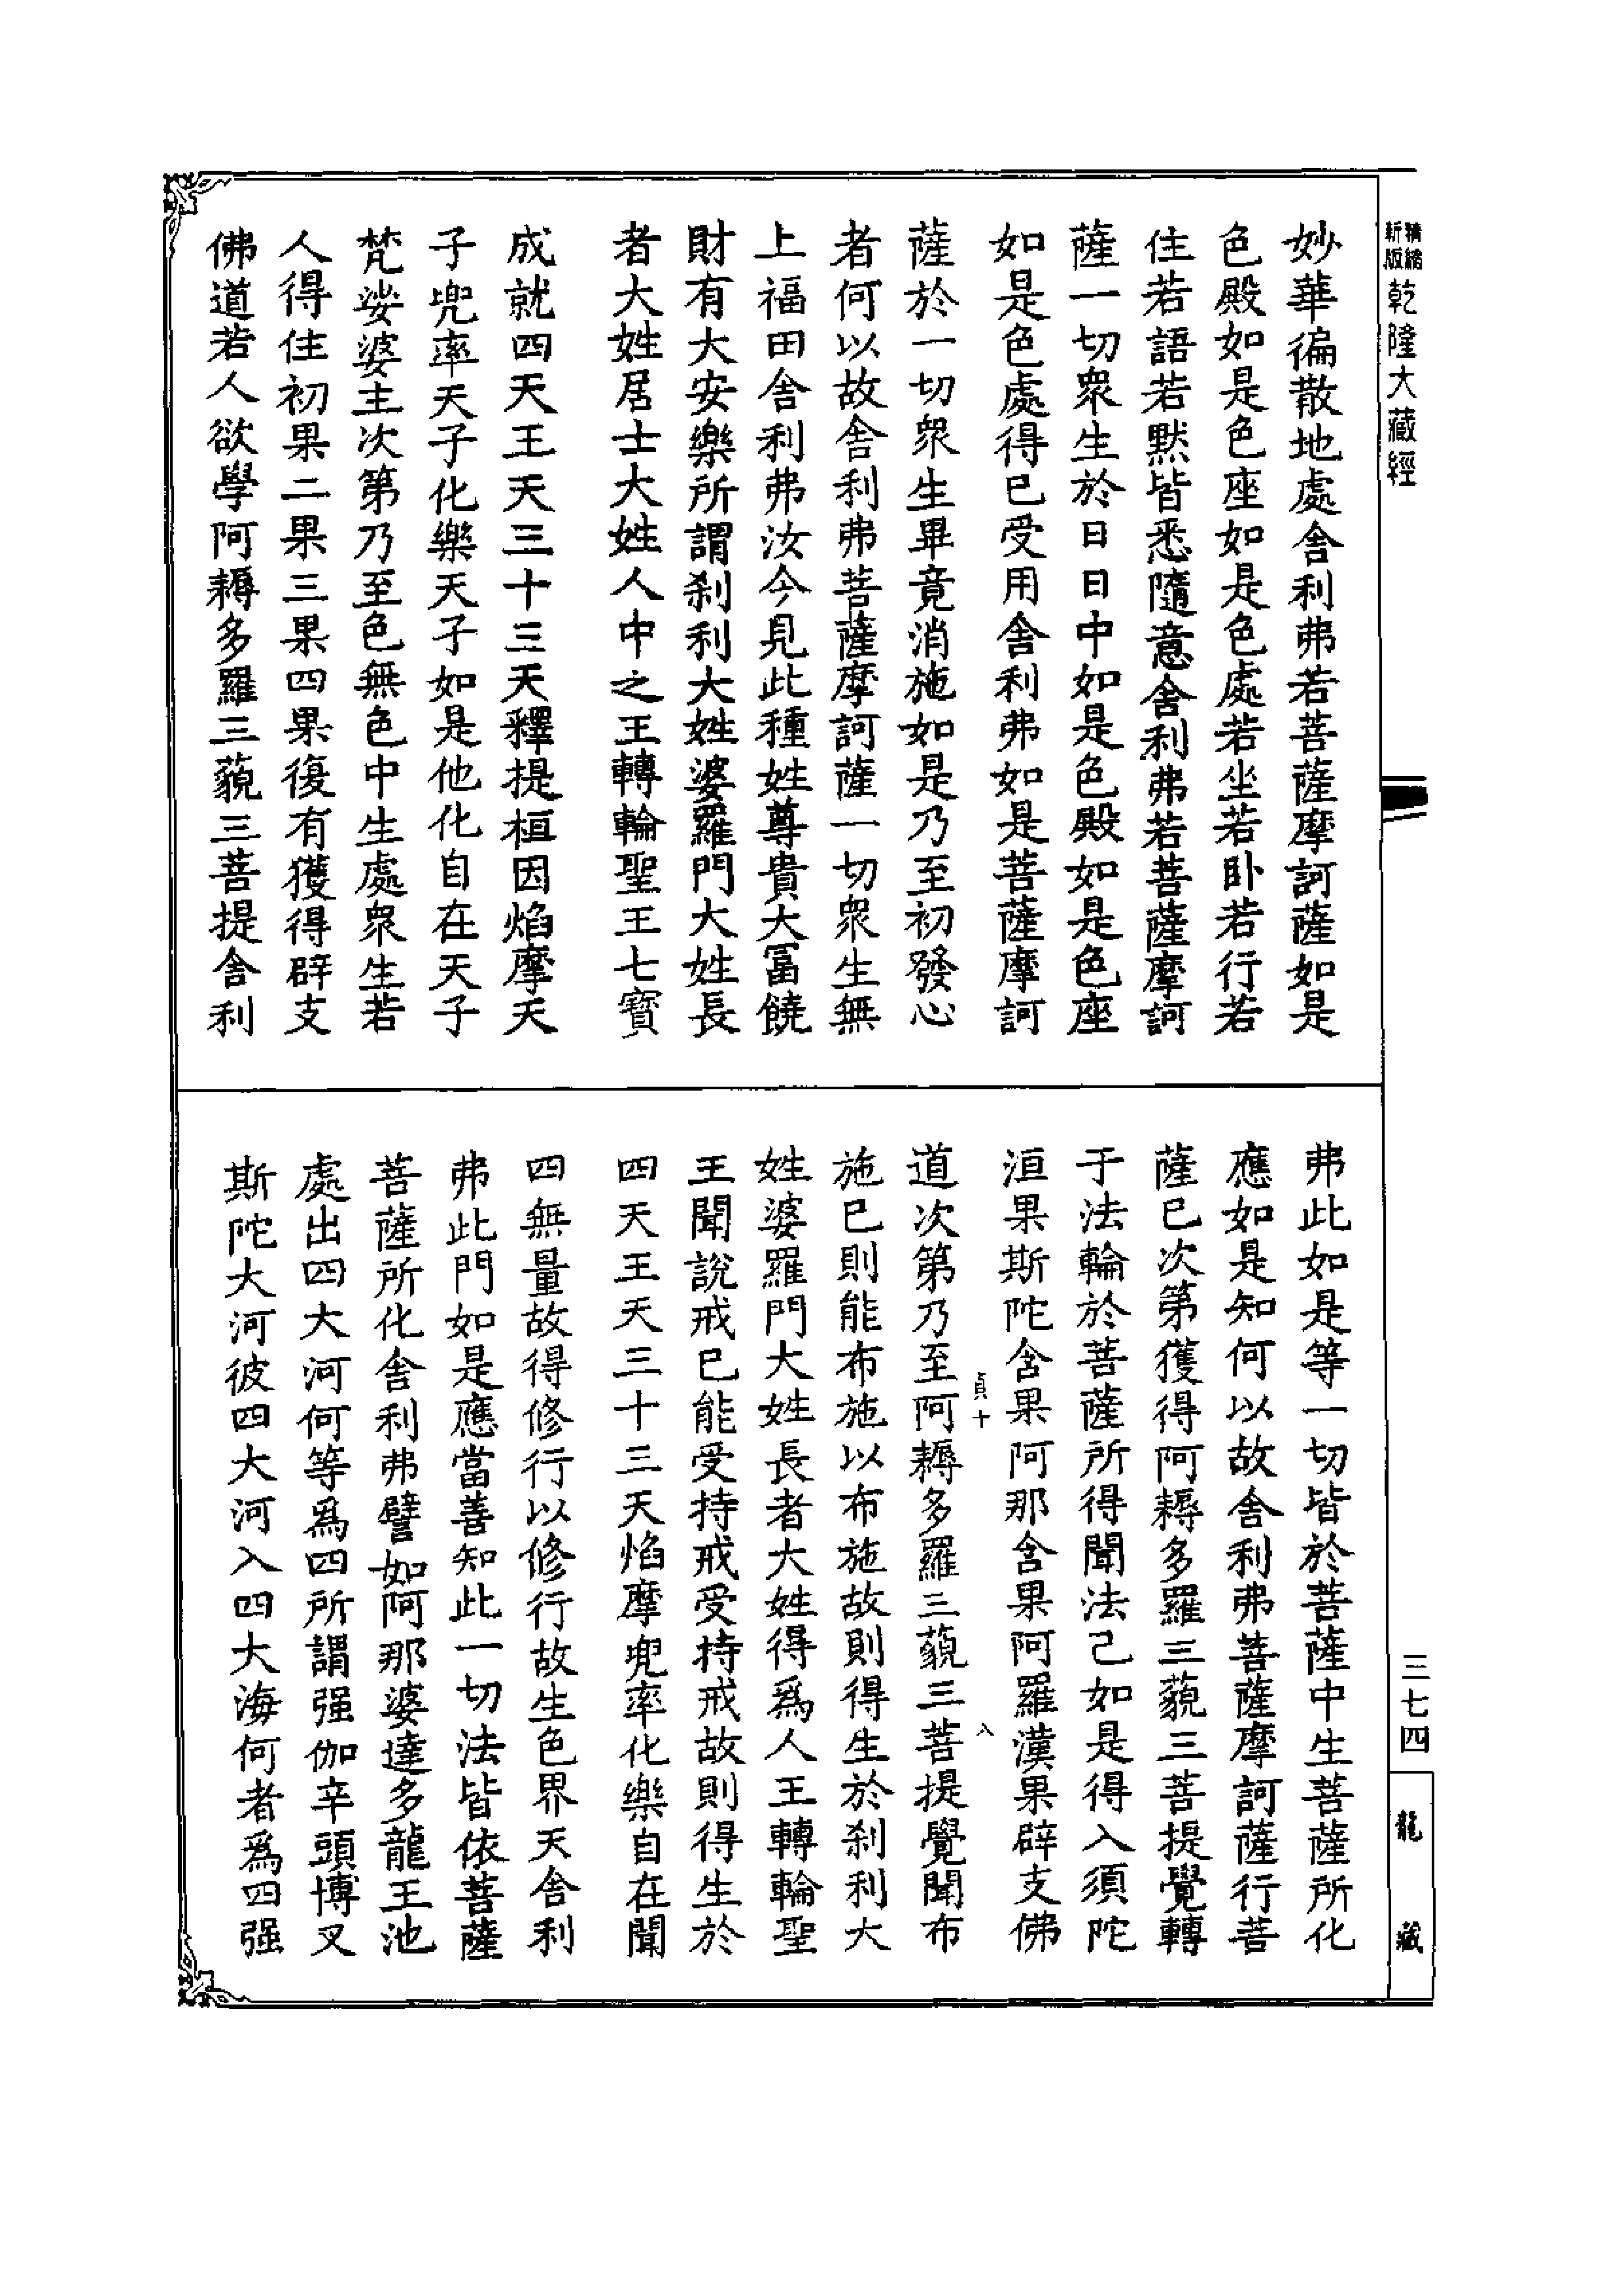 新版精縮
乾隆大藏經
妙華徧散地處舍利弗若菩薩摩訶薩如是
色殿如是色座如是色處若坐若卧若行若
住若語若默皆悉隨意舍利弗若菩薩摩訶
薩一切衆生於日日中如是色殿如是色座
如是色處得已受用舍利弗如是菩薩摩訶
薩於一切衆生畢竟消施如是乃至初發心
者何以故舍利弗菩薩摩訶薩一切衆生無
上福田舍利弗汝今見此種姓尊貴大富饒
財有大安樂所謂刹利大姓婆羅門大姓長
者大姓居士大姓人中之王轉輪聖王七寳
成就四天王天三十三天釋提桓因焰摩天
子兜率天子化樂天子如是他化自在天子
梵娑婆主次第乃至色無色中生處衆生若
人得住初果二果三果四果復有獲得辟支
佛道若人欲學阿耨多羅三藐三菩提舍利
弗此如是等一切皆於菩薩中生菩薩所化
應如是知何以故舍利弗菩薩摩訶薩行菩
薩已次第獲得阿耨多羅三藐三菩提覺轉
于法輪於菩薩所得聞法己如是得入須陀
洹果斯陀含果阿那含果阿羅漢果辟支佛
貞十 八
道次第乃至阿耨多羅三藐三菩提覺聞布
施已則能布施以布施故則得生於刹利大
姓婆羅門大姓長者大姓得爲人王轉輪聖
王聞說戒已能受持戒受持戒故則得生於
四天王天三十三天焰摩兜率化樂自在聞
四無量故得修行以修行故生色界天舍利
弗此門如是應當善知此一切法皆依菩薩
菩薩所化舍利弗譬如阿那婆達多龍王池
處出四大河何等爲四所謂强伽辛頭博叉
斯陀大河彼四大河入四大海何者爲四强
三七四
龍藏